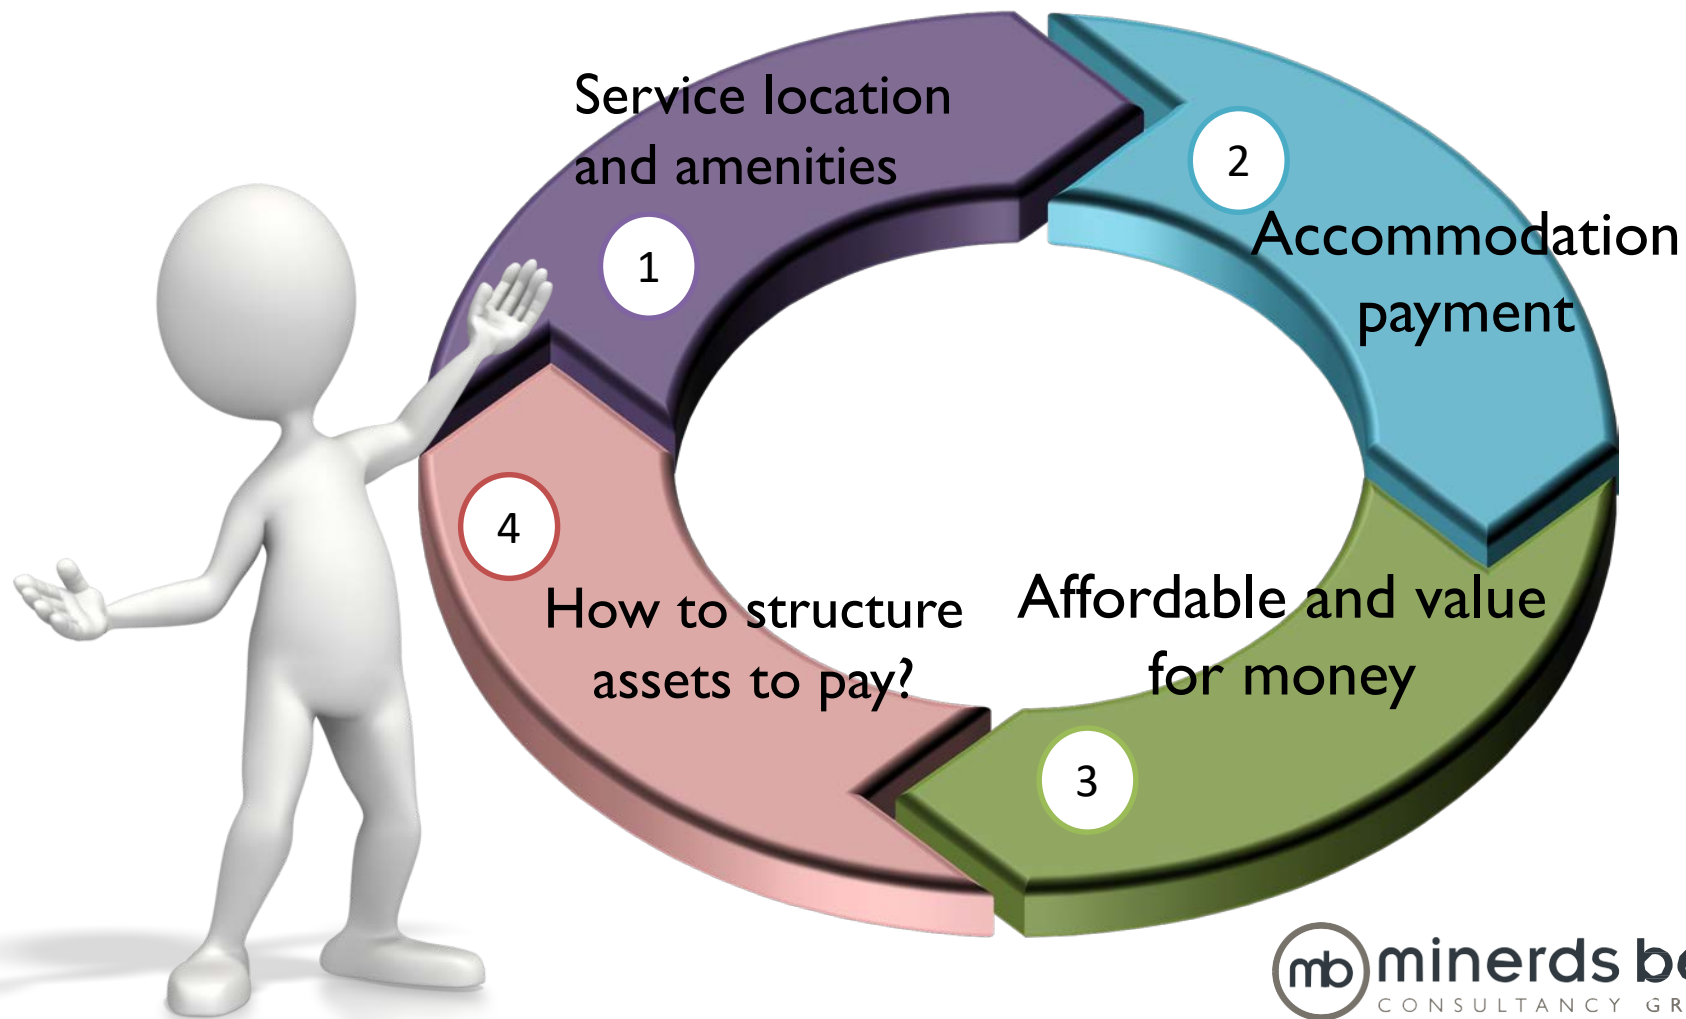 Service location
and amenities
1
2
Accommodation
payment
Affordable and value
for money
3
4
How to structure
assets to pay?
mb minerds
CONSULTANCY